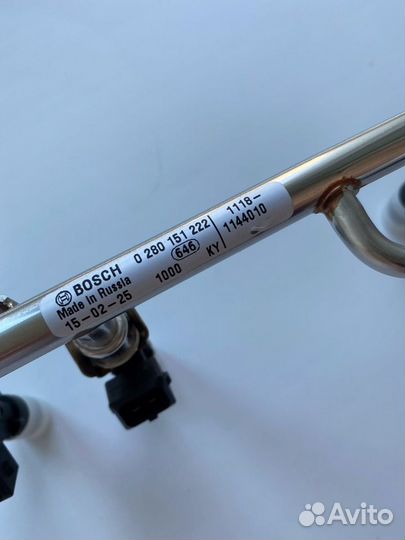 BOSCH 0 280 151 222 1118-
Made in Russia 646 1144010
15-02-25 1000 KY
Avito